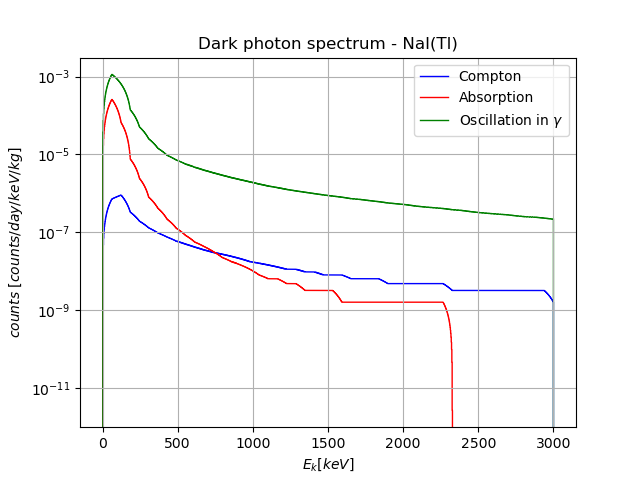 Dark photon spectrum - NaI(Tl)
Compton
Absorption
Oscillation in γ
10⁻³
10⁻⁵
10⁻⁷
10⁻⁹
10⁻¹¹
counts [counts/day/keV/kg]
0 500 1000 1500 2000 2500 3000
E_k[keV]